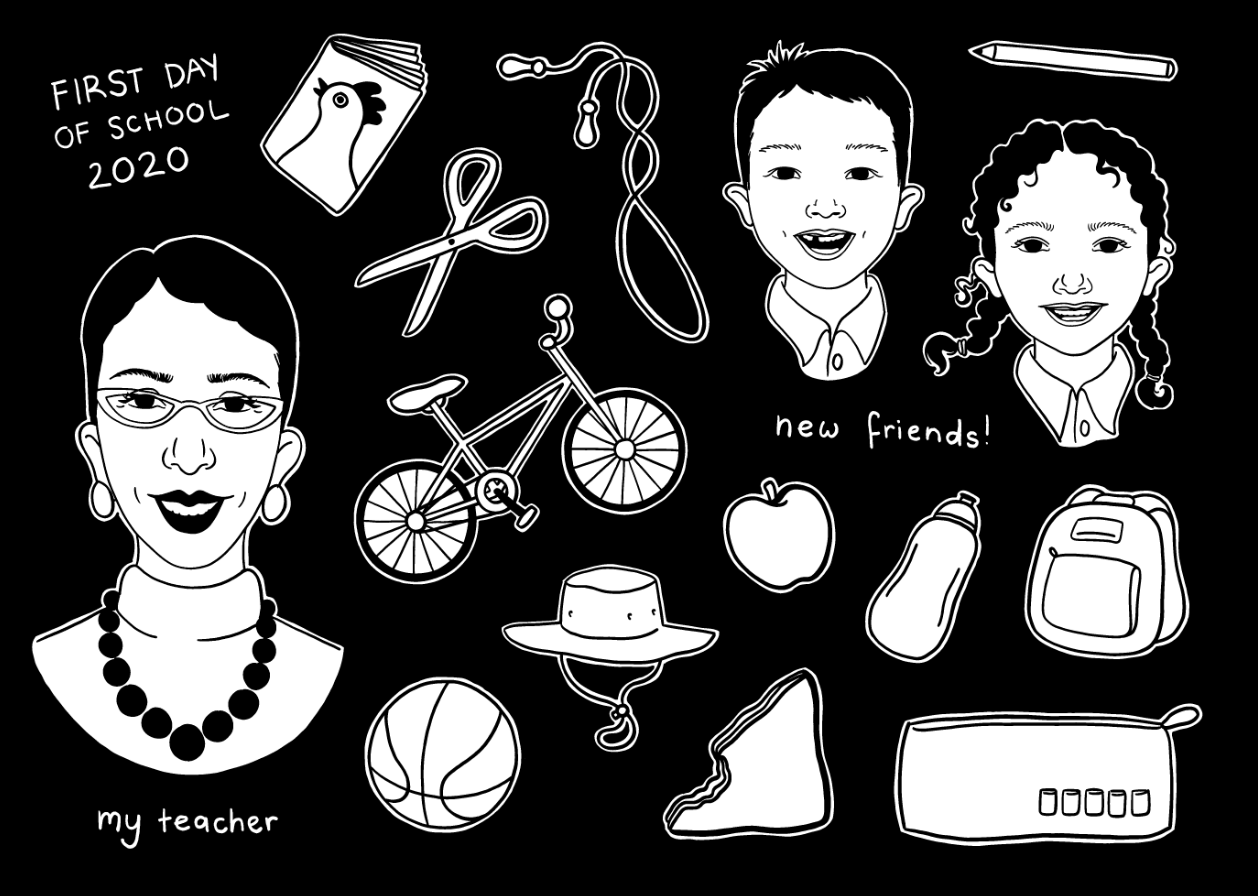 FIRST DAY
OF SCHOOL
2020
new friends!
my teacher